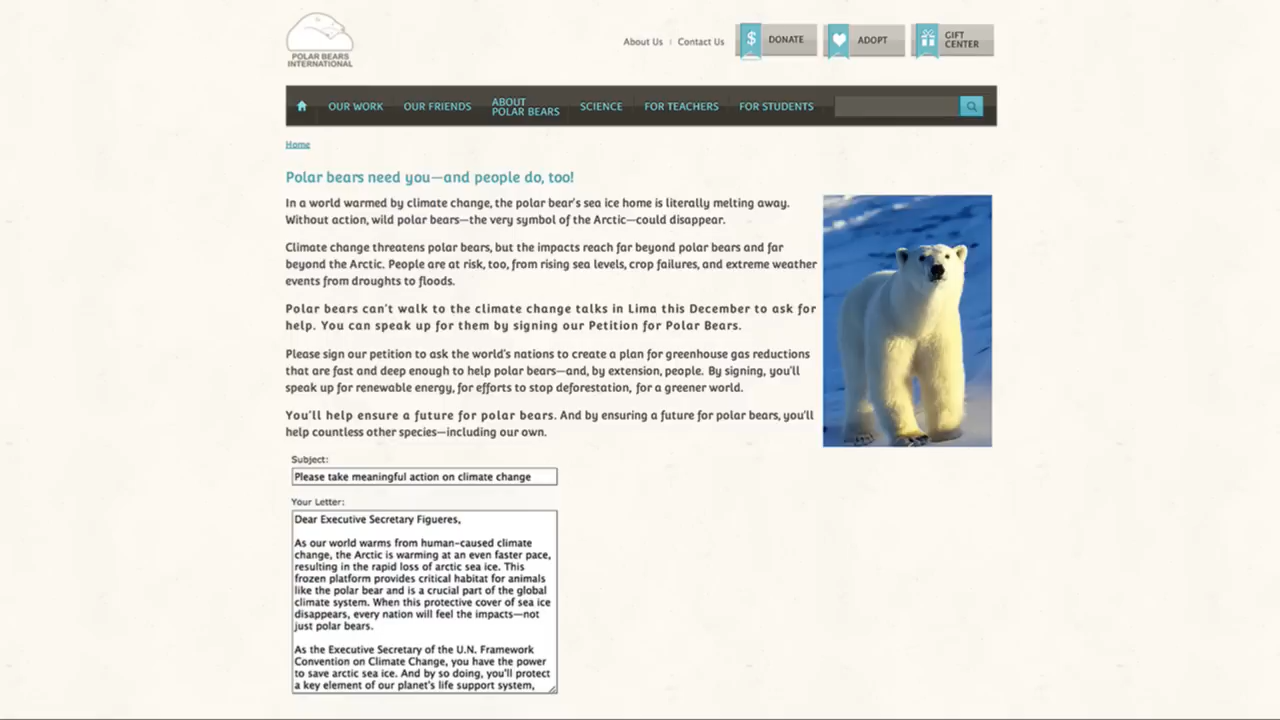 POLAR BEARS
INTERNATIONAL
About Us | Contact Us
$ DONATE
ADOPT
GIFT
CENTER
OUR WORK
OUR FRIENDS
ABOUT
POLAR BEARS
SCIENCE
FOR TEACHERS
FOR STUDENTS
Home
Polar bears need you—and people do, too!
In a world warmed by climate change, the polar bear's sea ice home is literally melting away.
Without action, wild polar bears—the very symbol of the Arctic—could disappear.
Climate change threatens polar bears, but the impacts reach far beyond polar bears and far
beyond the Arctic. People are at risk, too, from rising sea levels, crop failures, and extreme weather
events from droughts to floods.
Polar bears can't walk to the climate change talks in Lima this December to ask for
help. You can speak up for them by signing our Petition for Polar Bears.
Please sign our petition to ask the world's nations to create a plan for greenhouse gas reductions
that are fast and deep enough to help polar bears—and, by extension, people. By signing, you'll
speak up for renewable energy, for efforts to stop deforestation, for a greener world.
You'll help ensure a future for polar bears. And by ensuring a future for polar bears, you'll
help countless other species—including our own.
Subject:
Please take meaningful action on climate change
Your Letter:
Dear Executive Secretary Figueres,
As our world warms from human-caused climate
change, the Arctic is warming at an even faster pace,
resulting in the rapid loss of arctic sea ice. This
frozen platform provides critical habitat for animals
like the polar bear and is a crucial part of the global
climate system. When this protective cover of sea ice
disappears, every nation will feel the impacts—not
just polar bears.
As the Executive Secretary of the U.N. Framework
Convention on Climate Change, you have the power
to save arctic sea ice. And by so doing, you'll protect
a key element of our planet's life support system,